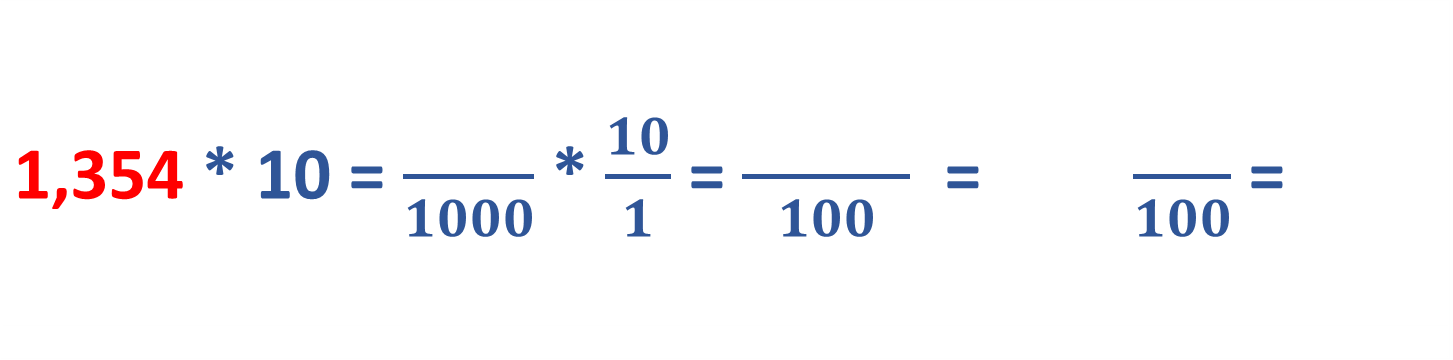 1,354 * 10 = /1000 * 10/1 = /100 = /100 =